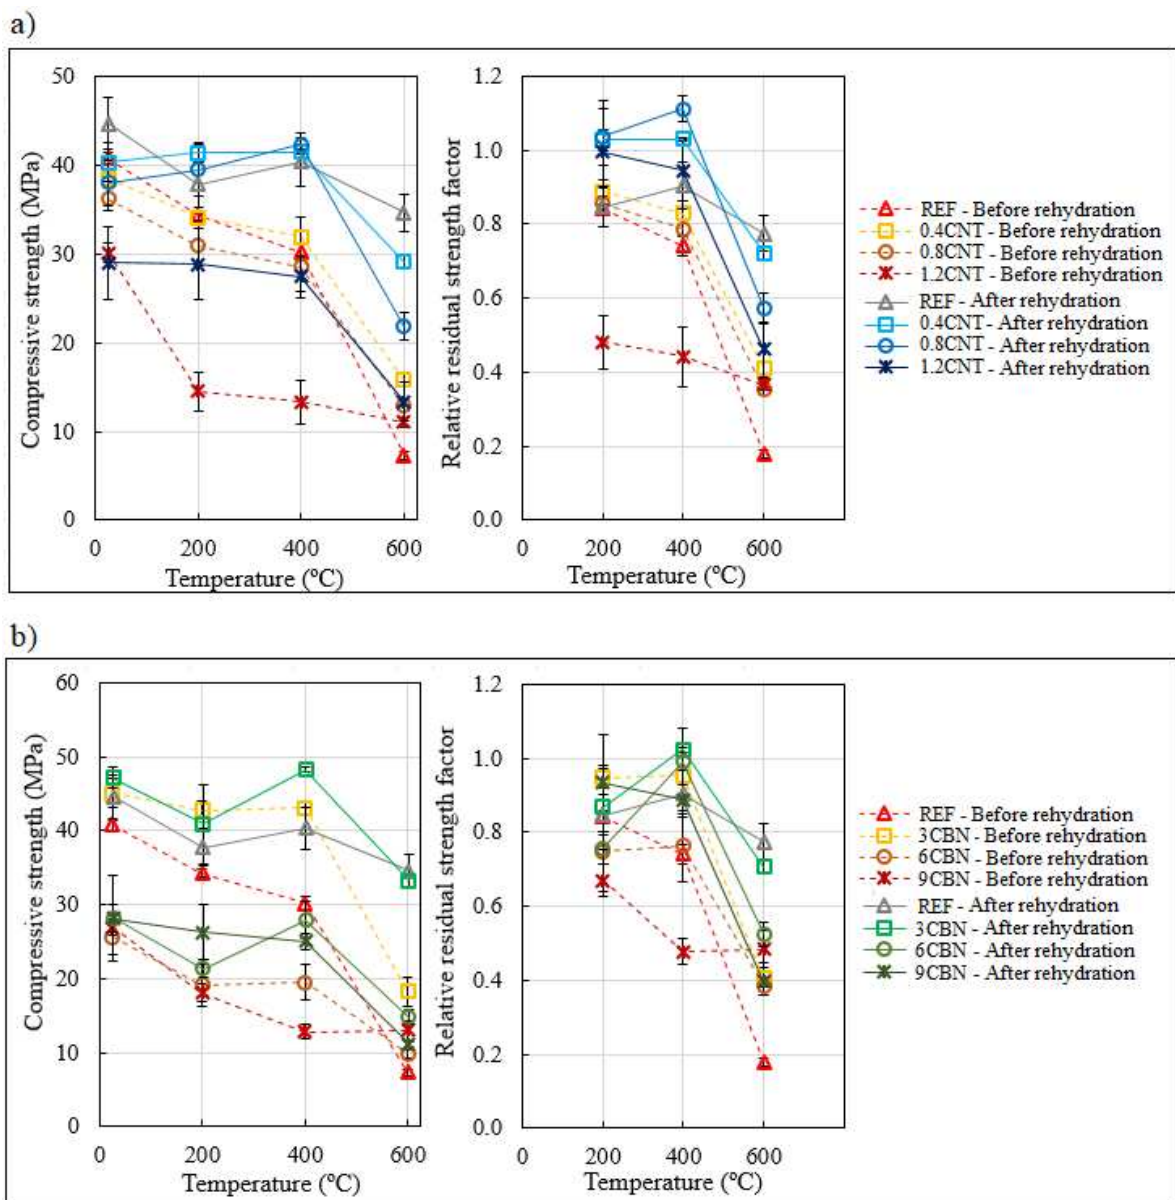 a)
50
40
30
20
10
0
Compressive strength (MPa)
0 200 400 600
Temperature (ºC)
1.2
1.0
0.8
0.6
0.4
0.2
0.0
Relative residual strength factor
0 200 400 600
Temperature (ºC)
REF - Before rehydration
0.4CNT - Before rehydration
0.8CNT - Before rehydration
1.2CNT - Before rehydration
REF - After rehydration
0.4CNT - After rehydration
0.8CNT - After rehydration
1.2CNT - After rehydration
b)
60
50
40
30
20
10
0
Compressive strength (MPa)
0 200 400 600
Temperature (ºC)
1.2
1.0
0.8
0.6
0.4
0.2
0.0
Relative residual strength factor
0 200 400 600
Temperature (ºC)
REF - Before rehydration
3CBN - Before rehydration
6CBN - Before rehydration
9CBN - Before rehydration
REF - After rehydration
3CBN - After rehydration
6CBN - After rehydration
9CBN - After rehydration